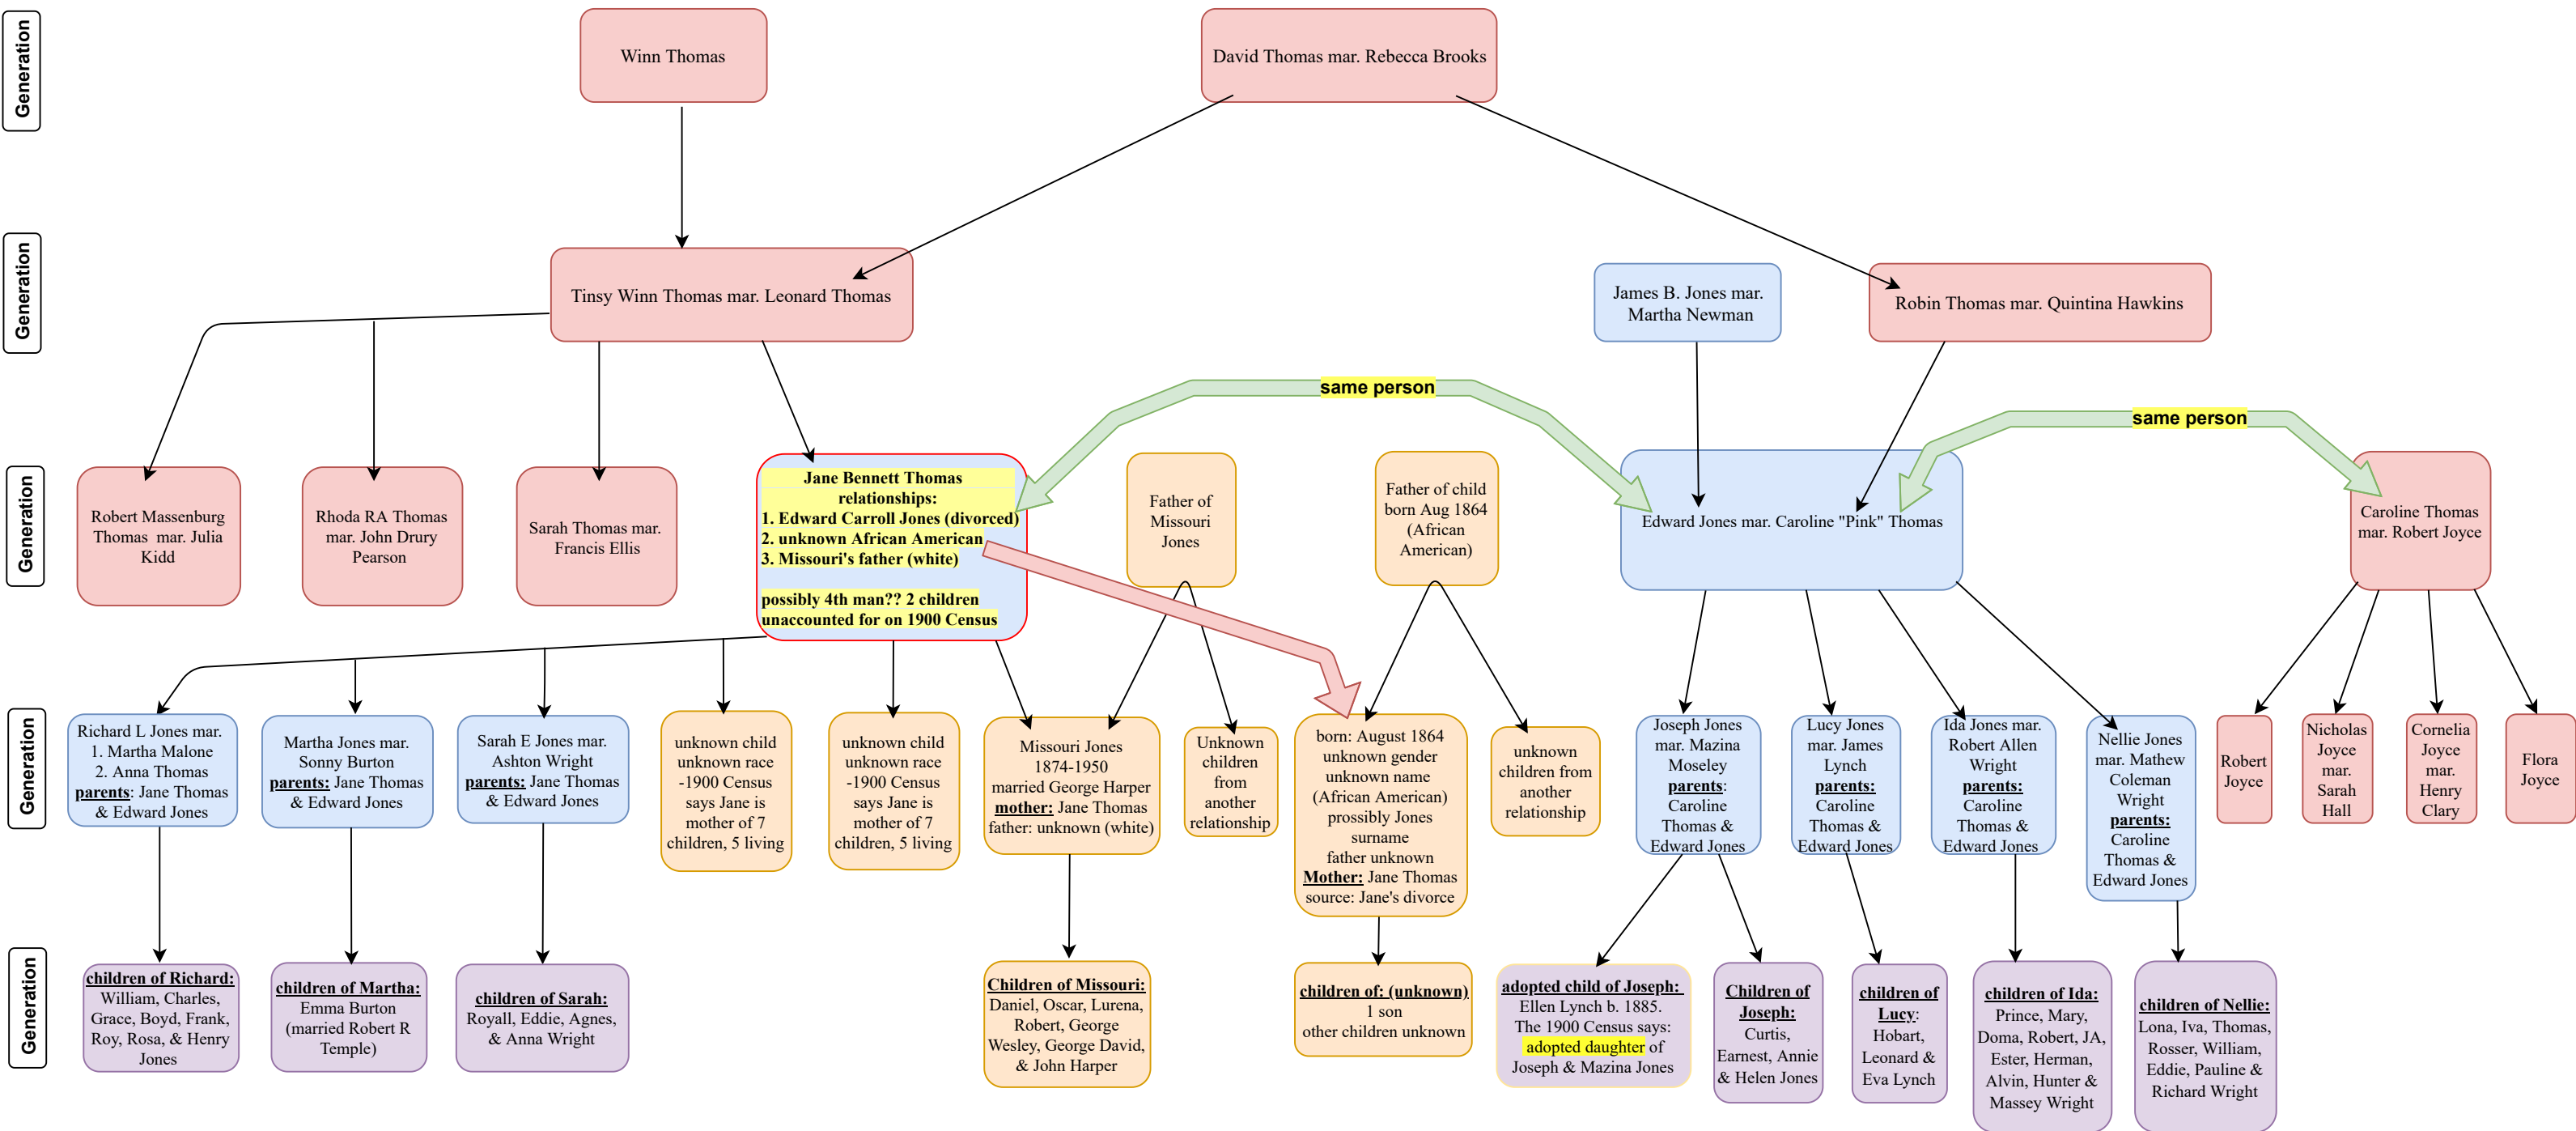 Generation
Winn Thomas
David Thomas mar. Rebecca Brooks
Generation
Tinsy Winn Thomas mar. Leonard Thomas
James B. Jones mar.
Martha Newman
Robin Thomas mar. Quintina Hawkins
same person
same person
Generation
Robert Massenburg
Thomas mar. Julia
Kidd
Rhoda RA Thomas
mar. John Drury
Pearson
Sarah Thomas mar.
Francis Ellis
Jane Bennett Thomas
relationships:
1. Edward Carroll Jones (divorced)
2. unknown African American
3. Missouri's father (white)
possibly 4th man?? 2 children
unaccounted for on 1900 Census
Father of
Missouri
Jones
Father of child
born Aug 1864
(African
American)
Edward Jones mar. Caroline "Pink" Thomas
Caroline Thomas
mar. Robert Joyce
Generation
Richard L Jones mar.
1. Martha Malone
2. Anna Thomas
parents: Jane Thomas
& Edward Jones
Martha Jones mar.
Sonny Burton
parents: Jane Thomas
& Edward Jones
Sarah E Jones mar.
Ashton Wright
parents: Jane Thomas
& Edward Jones
unknown child
unknown race
-1900 Census
says Jane is
mother of 7
children, 5 living
unknown child
unknown race
-1900 Census
says Jane is
mother of 7
children, 5 living
Missouri Jones
1874-1950
married George Harper
mother: Jane Thomas
father: unknown (white)
Unknown
children
from
another
relationship
born: August 1864
unknown gender
unknown name
(African American)
prossibly Jones
surname
father unknown
Mother: Jane Thomas
source: Jane's divorce
unknown
children from
another
relationship
Joseph Jones
mar. Mazina
Moseley
parents:
Caroline
Thomas &
Edward Jones
Lucy Jones
mar. James
Lynch
parents:
Caroline
Thomas &
Edward Jones
Ida Jones mar.
Robert Allen
Wright
parents:
Caroline
Thomas &
Edward Jones
Nellie Jones
mar. Mathew
Coleman
Wright
parents:
Caroline
Thomas &
Edward Jones
Robert
Joyce
Nicholas
Joyce
mar.
Sarah
Hall
Cornelia
Joyce
mar.
Henry
Clary
Flora
Joyce
Generation
children of Richard:
William, Charles,
Grace, Boyd, Frank,
Roy, Rosa, & Henry
Jones
children of Martha:
Emma Burton
(married Robert R
Temple)
children of Sarah:
Royall, Eddie, Agnes,
& Anna Wright
Children of Missouri:
Daniel, Oscar, Lurena,
Robert, George
Wesley, George David,
& John Harper
children of: (unknown)
1 son
other children unknown
adopted child of Joseph:
Ellen Lynch b. 1885.
The 1900 Census says:
adopted daughter of
Joseph & Mazina Jones
Children of
Joseph:
Curtis,
Earnest, Annie
& Helen Jones
children of
Lucy:
Hobart,
Leonard &
Eva Lynch
children of Ida:
Prince, Mary,
Doma, Robert, JA,
Ester, Herman,
Alvin, Hunter &
Massey Wright
children of Nellie:
Lona, Iva, Thomas,
Rosser, William,
Eddie, Pauline &
Richard Wright